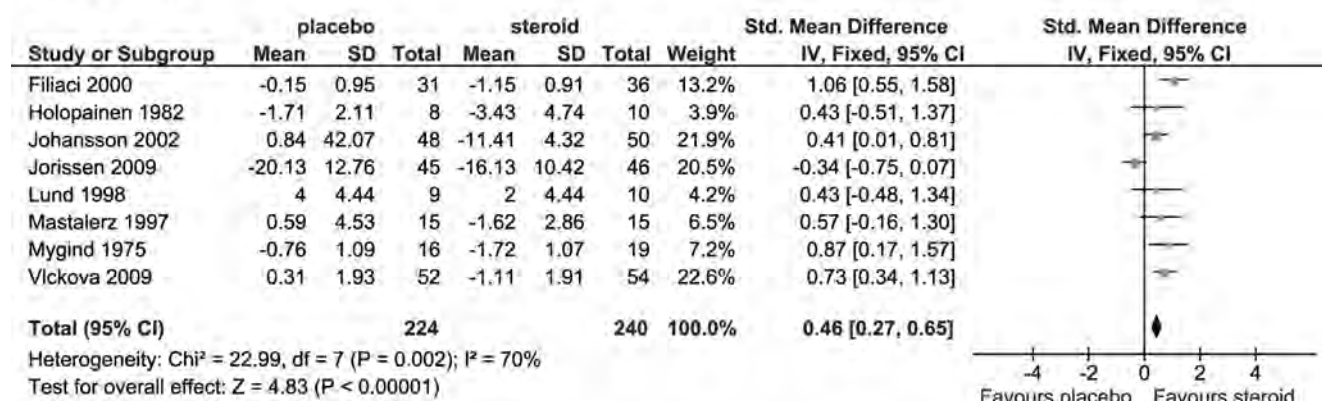 placebo steroid Std. Mean Difference Std. Mean Difference
Study or Subgroup Mean SD Total Mean SD Total Weight IV, Fixed, 95% CI IV, Fixed, 95% CI
Filiaci 2000 -0.15 0.95 31 -1.15 0.91 36 13.2% 1.06 [0.55, 1.58]
Holopainen 1982 -1.71 2.11 8 -3.43 4.74 10 3.9% 0.43 [-0.51, 1.37]
Johansson 2002 0.84 42.07 48 -11.41 4.32 50 21.9% 0.41 [0.01, 0.81]
Jorissen 2009 -20.13 12.76 45 -16.13 10.42 46 20.5% -0.34 [-0.75, 0.07]
Lund 1998 4 4.44 9 2 4.44 10 4.2% 0.43 [-0.48, 1.34]
Mastalerz 1997 0.59 4.53 15 -1.62 2.86 15 6.5% 0.57 [-0.16, 1.30]
Mygind 1975 -0.76 1.09 16 -1.72 1.07 19 7.2% 0.87 [0.17, 1.57]
Vlckova 2009 0.31 1.93 52 -1.11 1.91 54 22.6% 0.73 [0.34, 1.13]
Total (95% CI) 224 240 100.0% 0.46 [0.27, 0.65]
Heterogeneity: Chi² = 22.99, df = 7 (P = 0.002); I² = 70%
Test for overall effect: Z = 4.83 (P < 0.00001)
-4 -2 0 2 4
Favours placebo Favours steroid